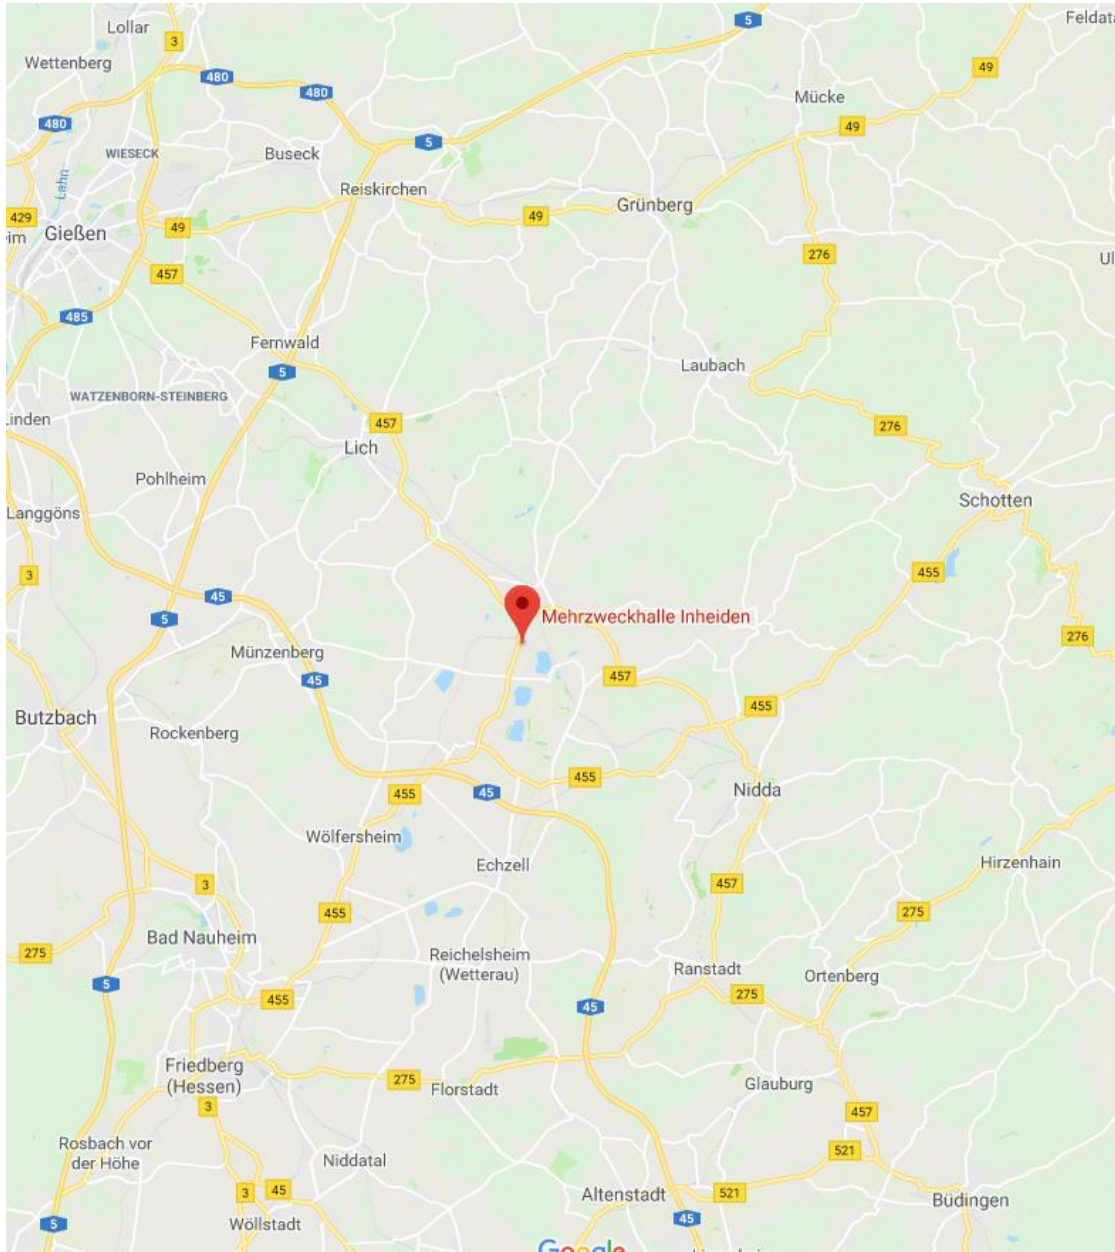 5
Feldat
Lollar
3
Wettenberg
480
480
49
Mücke
480
49
5
WIESECK
Buseck
Lahn
Reiskirchen
Grünberg
429
49
49
im
Gießen
276
Ul
457
485
Fernwald
Laubach
5
WATZENBORN-STEINBERG
Linden
457
276
Lich
Pohlheim
Schotten
Langgöns
455
3
45
Mehrzweckhalle Inheiden
5
276
Münzenberg
45
457
455
Butzbach
Rockenberg
455
Nidda
45
455
Wölfersheim
Echzell
Hirzenhain
3
457
455
275
Bad Nauheim
275
Reichelsheim
(Wetterau)
Ranstadt
Ortenberg
5
455
275
45
Friedberg
(Hessen)
275
Florstadt
Glauburg
3
457
Rosbach vor
der Höhe
521
Niddatal
45
3
Altenstadt
521
Büdingen
5
Wöllstadt
45
Google